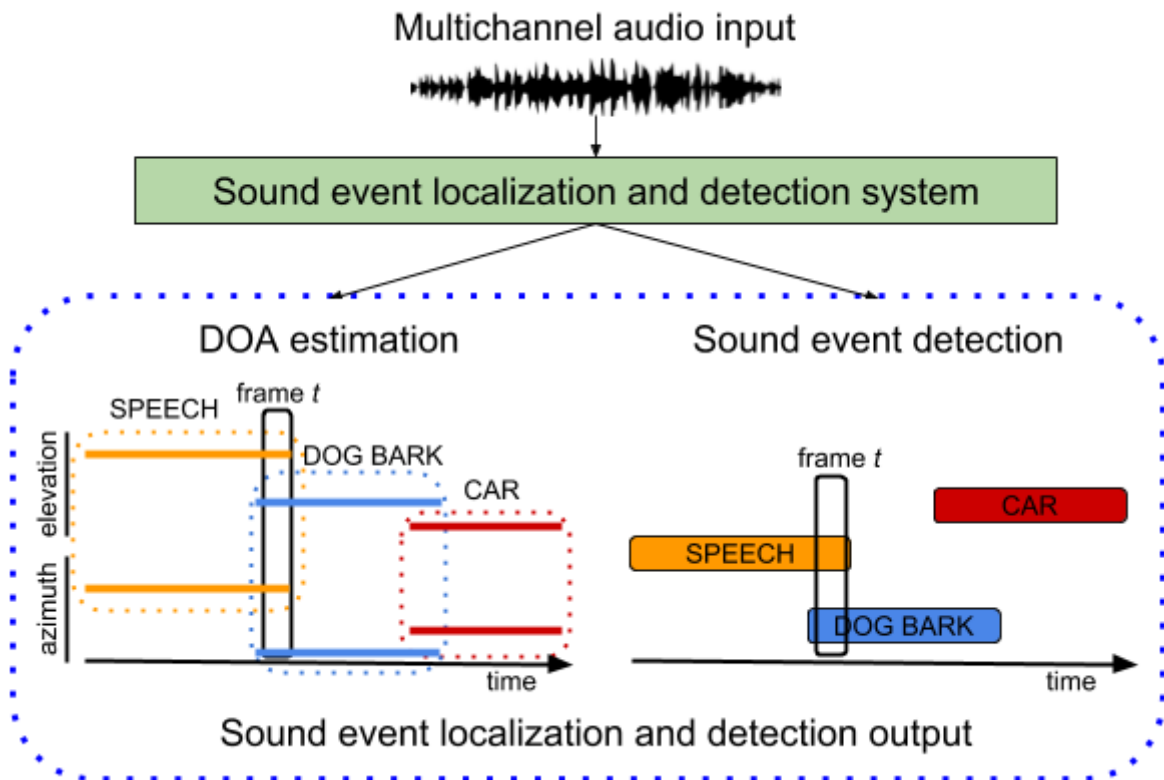 Multichannel audio input
Sound event localization and detection system
DOA estimation
Sound event detection
frame t
SPEECH
DOG BARK
CAR
elevation
azimuth
time
frame t
CAR
SPEECH
DOG BARK
time
Sound event localization and detection output